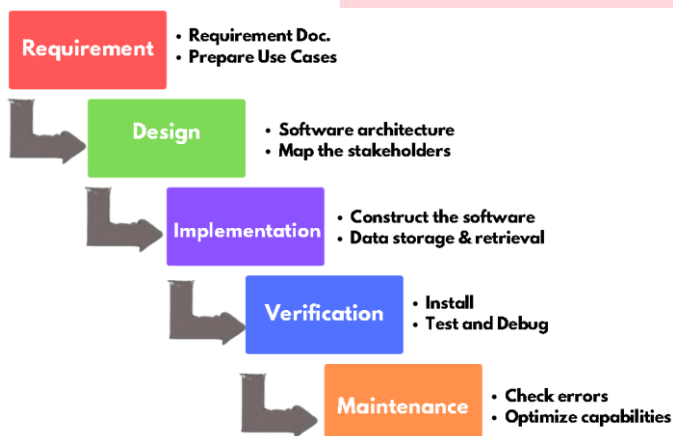 Requirement
• Requirement Doc.
• Prepare Use Cases
Design
• Software architecture
• Map the stakeholders
Implementation
• Construct the software
• Data storage & retrieval
Verification
• Install
• Test and Debug
Maintenance
• Check errors
• Optimize capabilities